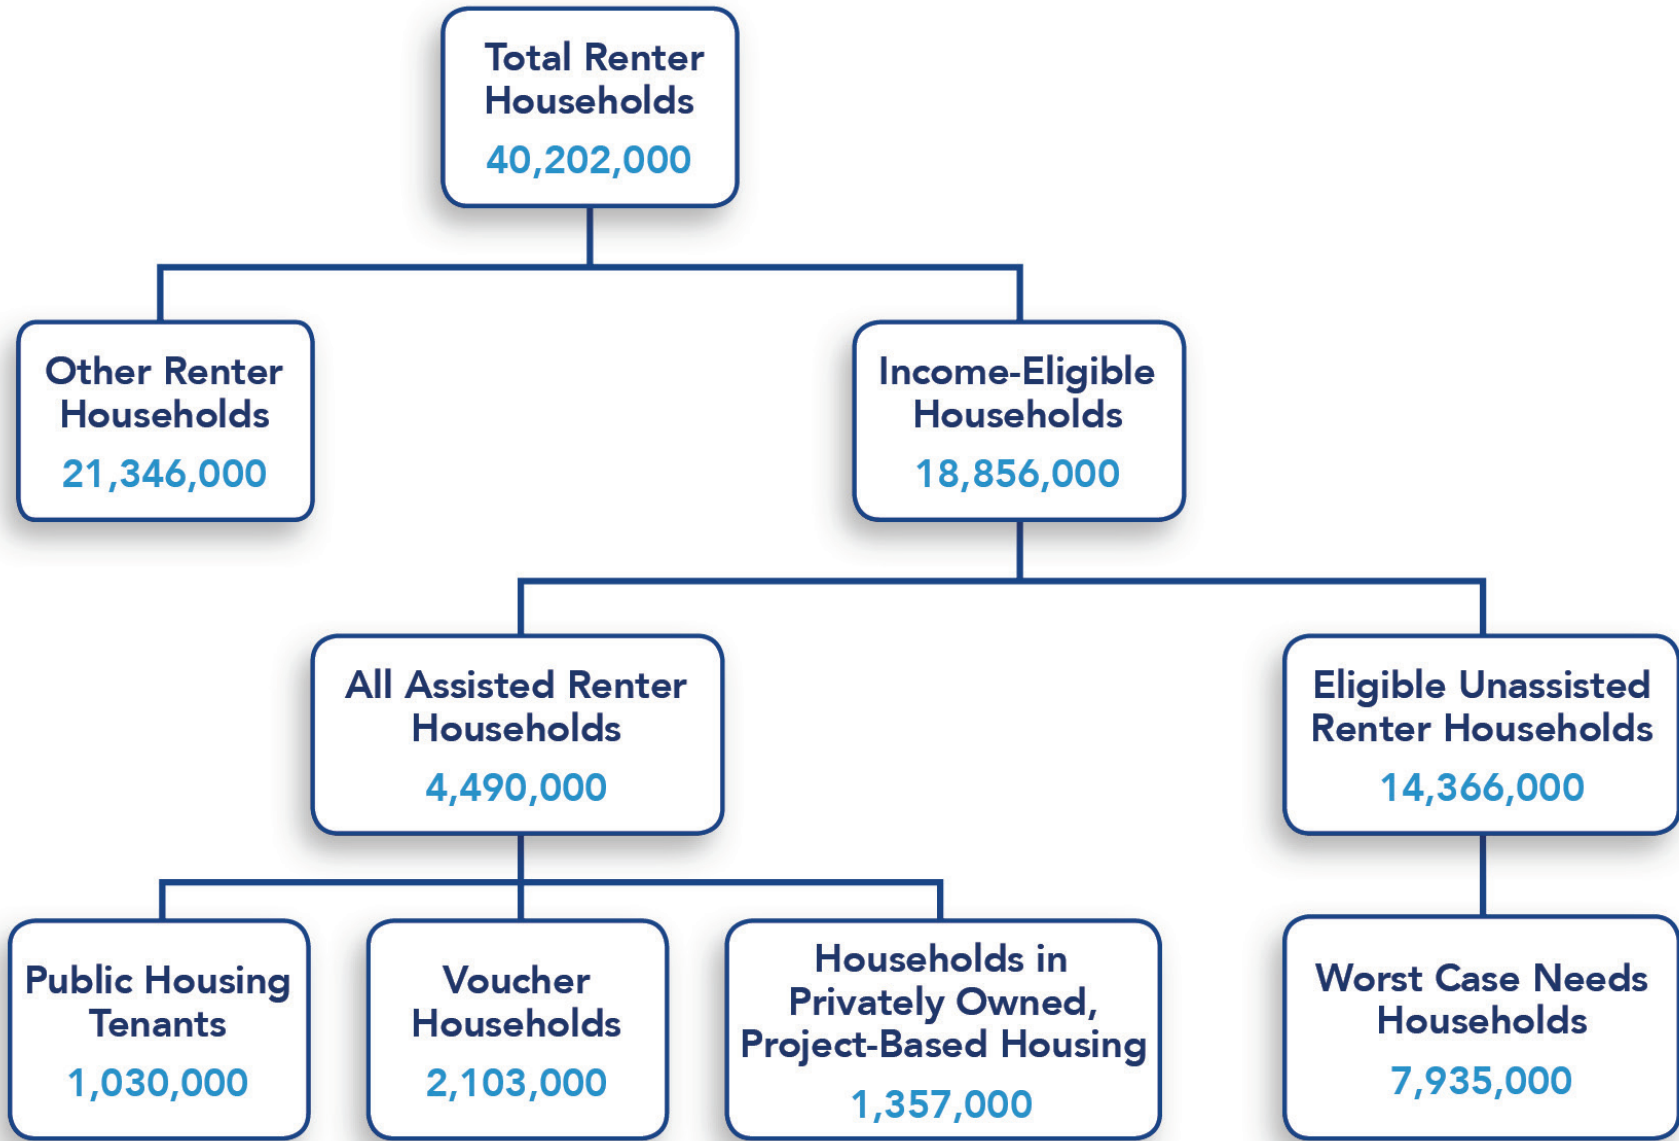 Total Renter
Households
40,202,000
Other Renter
Households
21,346,000
Income-Eligible
Households
18,856,000
All Assisted Renter
Households
4,490,000
Eligible Unassisted
Renter Households
14,366,000
Public Housing
Tenants
1,030,000
Voucher
Households
2,103,000
Households in
Privately Owned,
Project-Based Housing
1,357,000
Worst Case Needs
Households
7,935,000